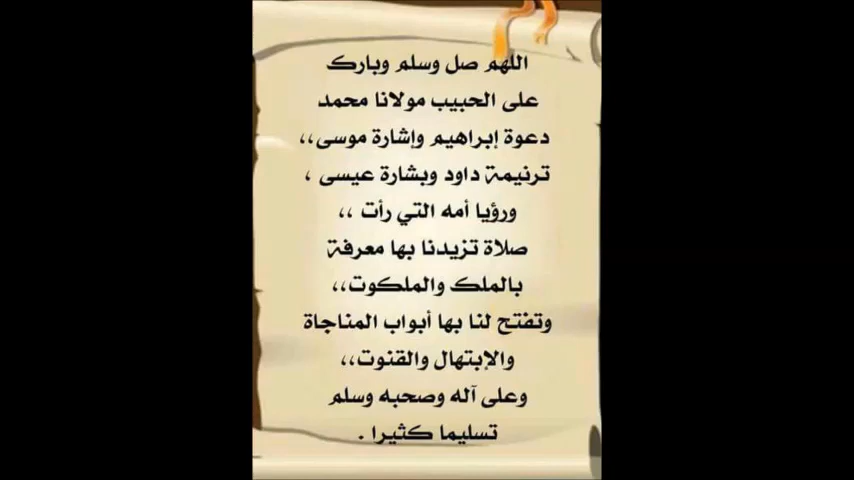 اللهم صل وسلم وبارك
على الحبيب مولانا محمد
دعوة إبراهيم وإشارة موسى،،
ترنيمة داود وبشارة عيسى ،
ورؤيا أمه التي رأت ،،
صلاة تزيدنا بها معرفة
بالملك والملكوت،،
وتفتح لنا بها أبواب المناجاة
والإبتهال والقنوت،،
وعلى آله وصحبه وسلم
تسليما كثيرا .